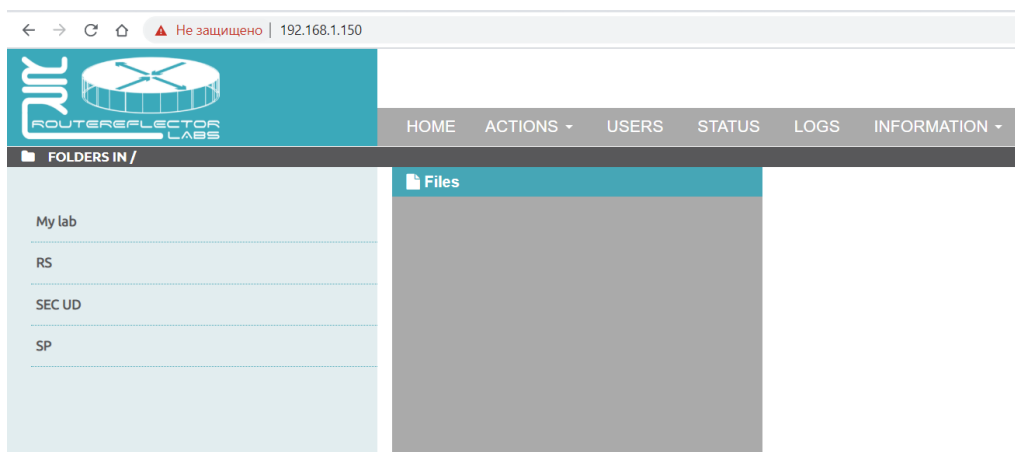 Не защищено | 192.168.1.150
ROUTEREFLECTOR
LABS
HOME ACTIONS USERS STATUS LOGS INFORMATION
FOLDERS IN /
Files
My lab
RS
SEC UD
SP